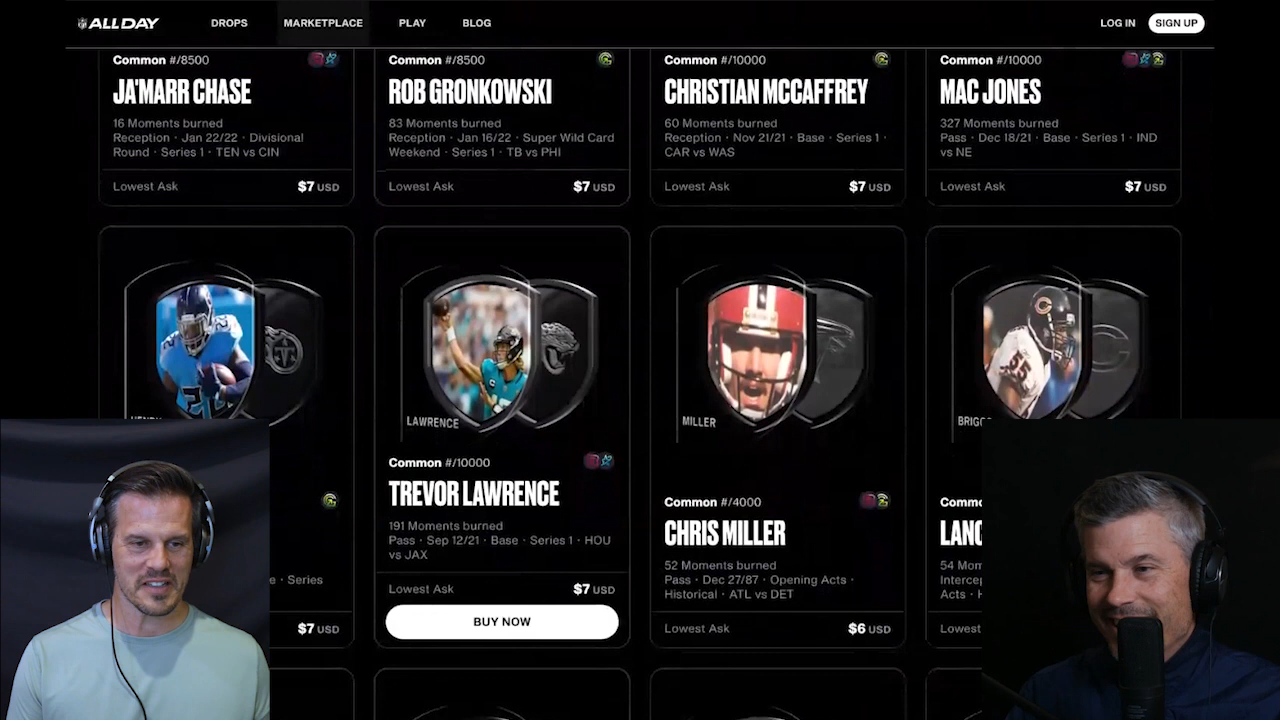 ALL DAY
DROPS
MARKETPLACE
PLAY
BLOG
LOG IN
SIGN UP
Common #/8500
JA'MARR CHASE
16 Moments burned
Reception · Jan 22/22 · Divisional
Round · Series 1 · TEN vs CIN
Lowest Ask
$7 USD
Common #/8500
ROB GRONKOWSKI
83 Moments burned
Reception · Jan 16/22 · Super Wild Card
Weekend · Series 1 · TB vs PHI
Lowest Ask
$7 USD
Common #/10000
CHRISTIAN MCCAFFREY
60 Moments burned
Reception · Nov 21/21 · Base · Series 1 ·
CAR vs WAS
Lowest Ask
$7 USD
Common #/10000
MAC JONES
327 Moments burned
Pass · Dec 18/21 · Base · Series 1 · IND
vs NE
Lowest Ask
$7 USD
Series
$7 USD
LAWRENCE
Common #/10000
TREVOR LAWRENCE
191 Moments burned
Pass · Sep 12/21 · Base · Series 1 · HOU
vs JAX
Lowest Ask
$7 USD
BUY NOW
MILLER
Common #/4000
CHRIS MILLER
52 Moments burned
Pass · Dec 27/87 · Opening Acts ·
Historical · ATL vs DET
Lowest Ask
$6 USD
55
54
Lowest